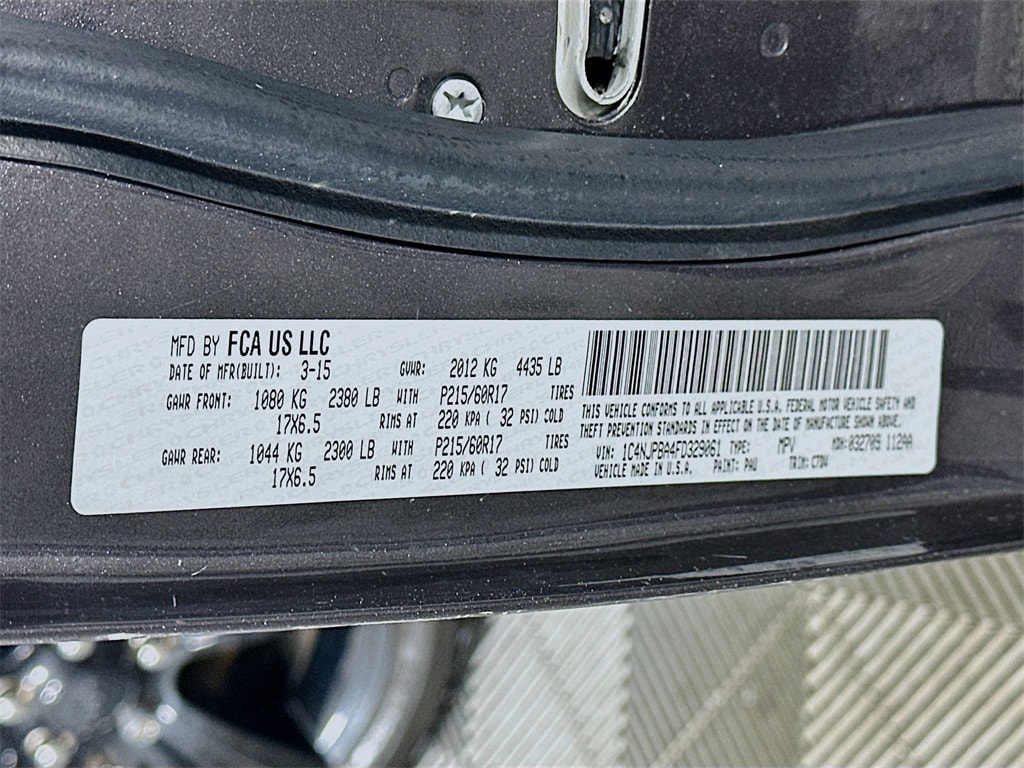 MFD BY FCA US LLC
DATE OF MFR(BUILT): 3-15 GVWR: 2012 KG 4435 LB
GAWR FRONT: 1080 KG 2380 LB WITH P215/60R17 TIRES
17X6.5 RIMS AT 220 KPA ( 32 PSI) COLD
GAWR REAR: 1044 KG 2300 LB WITH P215/60R17 TIRES
17X6.5 RIMS AT 220 KPA ( 32 PSI) COLD
THIS VEHICLE CONFORMS TO ALL APPLICABLE U.S.A. FEDERAL MOTOR VEHICLE SAFETY AND
THEFT PREVENTION STANDARDS IN EFFECT ON THE DATE OF MANUFACTURE SHOWN ABOVE.
VIN: 1C4NJPBA4FD329061 TYPE: MPV MDH: 032709 112AA
VEHICLE MADE IN U.S.A. PAINT: PAU TRIM: